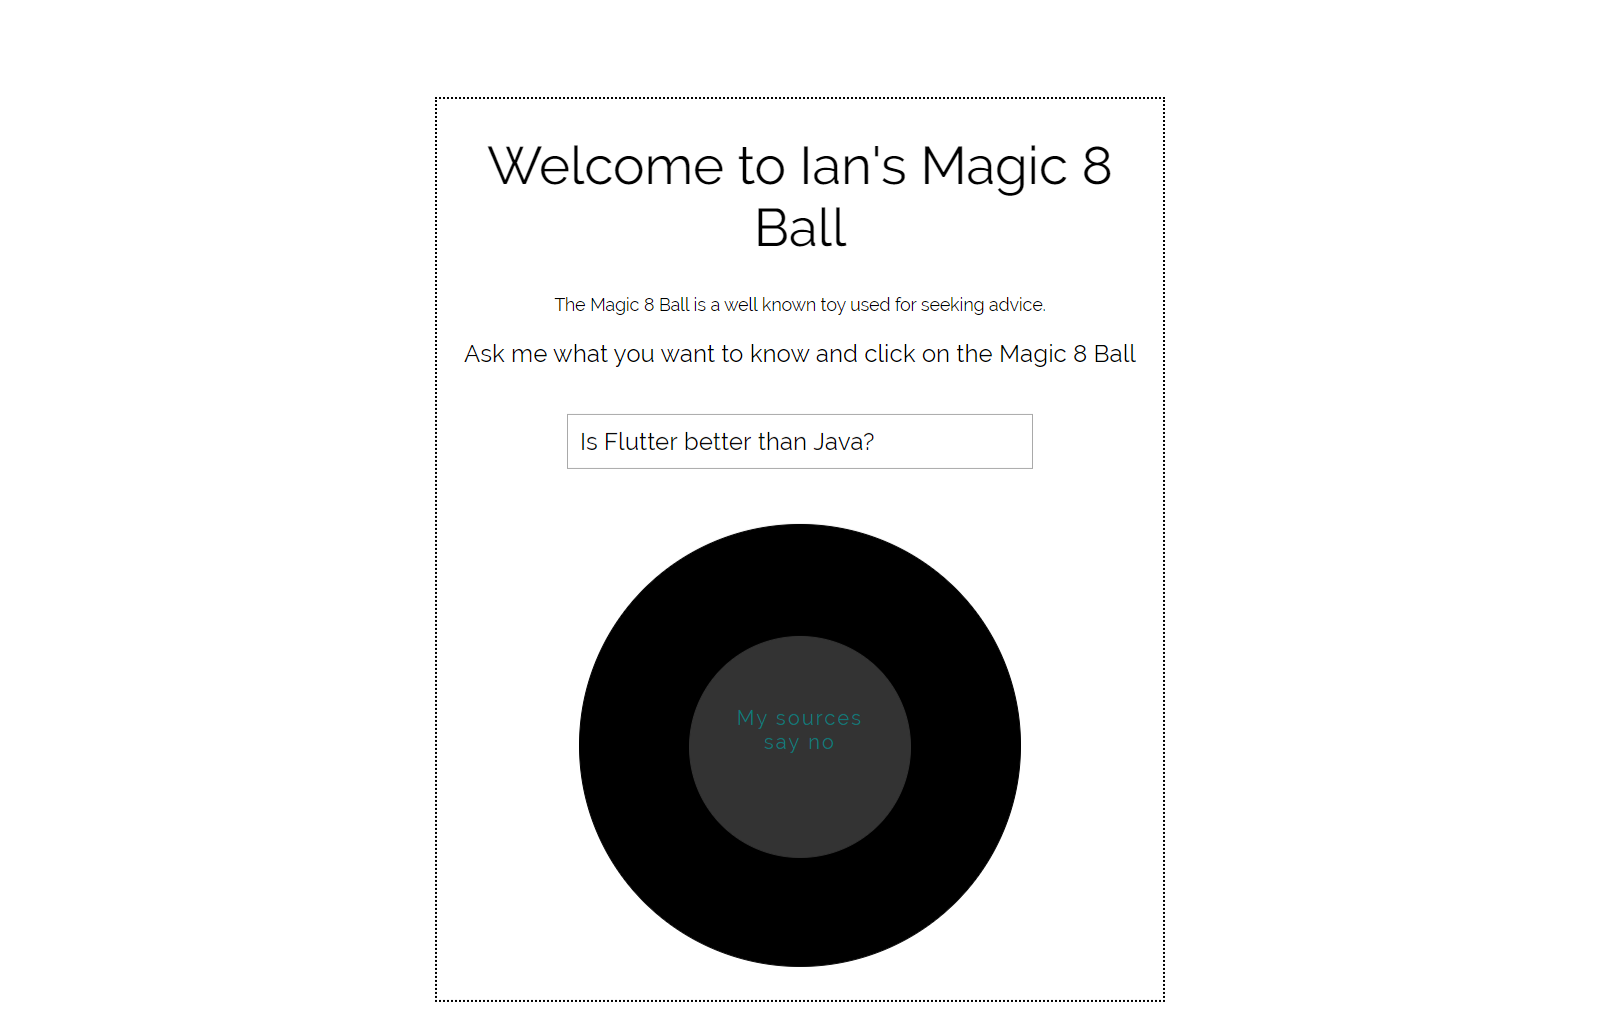 Welcome to Ian's Magic 8
Ball
The Magic 8 Ball is a well known toy used for seeking advice.
Ask me what you want to know and click on the Magic 8 Ball
Is Flutter better than Java?
My sources
say no